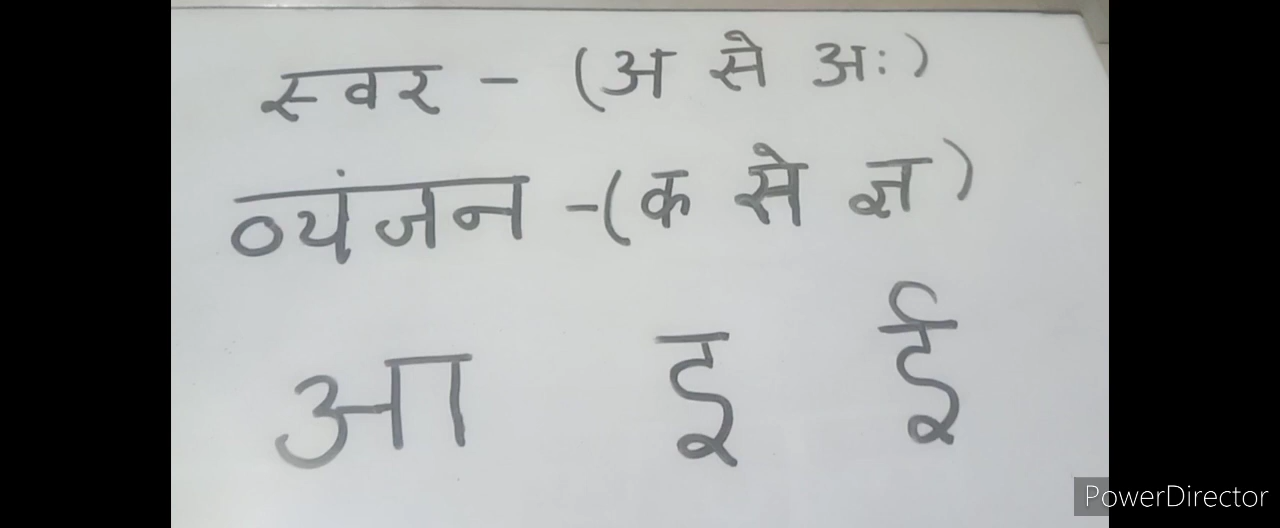 स्वर - (अ से अः)
व्यंजन - (क से ज्ञ)
आ इ ई
PowerDirector